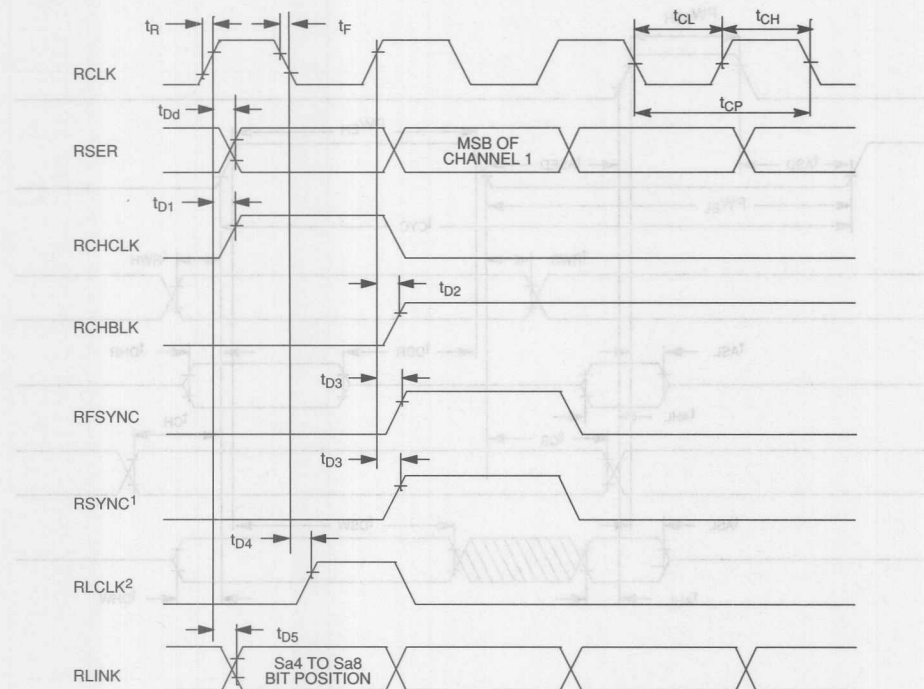 tR
tF
tCL
tCH
RCLK
tCP
tDd
RSER
MSB OF
CHANNEL 1
tD1
RCHCLK
tD2
RCHBLK
tD3
RFSYNC
tD3
RSYNC1
tD4
RLCLK2
tD5
RLINK
Sa4 TO Sa8
BIT POSITION